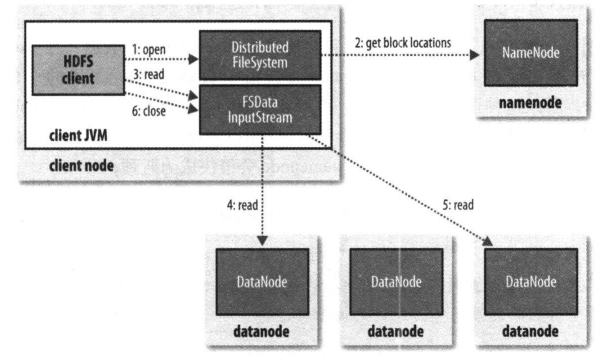 HDFS
client
1: open
3: read
6: close
Distributed
FileSystem
FSData
InputStream
client JVM
client node
2: get block locations
NameNode
namenode
4: read
5: read
DataNode
datanode
DataNode
datanode
DataNode
datanode